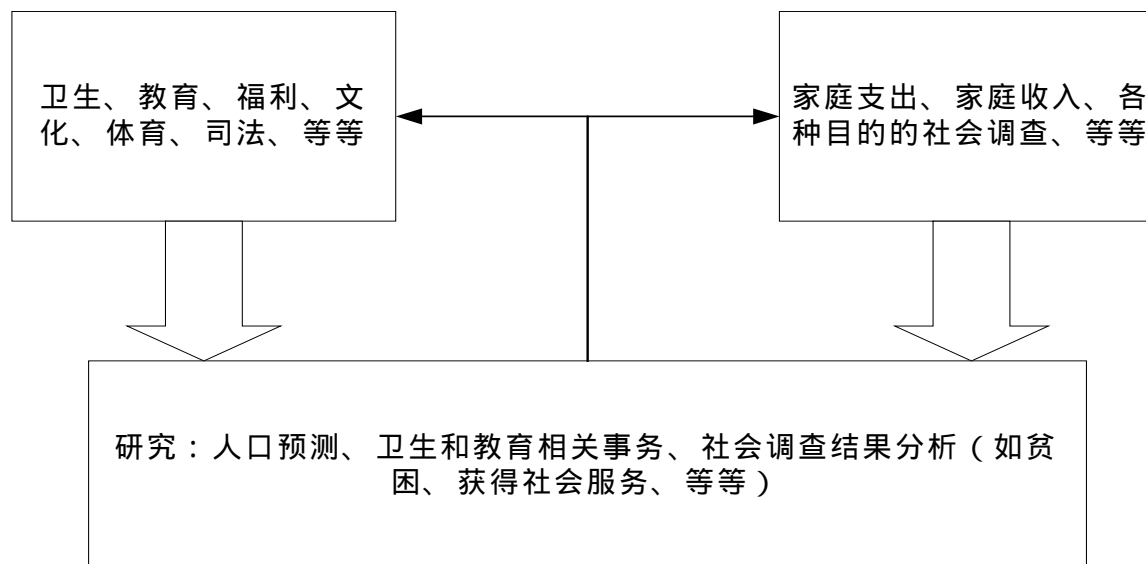 卫生、教育、福利、文
化、体育、司法、等等
家庭支出、家庭收入、各
种目的的社会调查、等等
研究：人口预测、卫生和教育相关事务、社会调查结果分析（如贫
困、获得社会服务、等等）